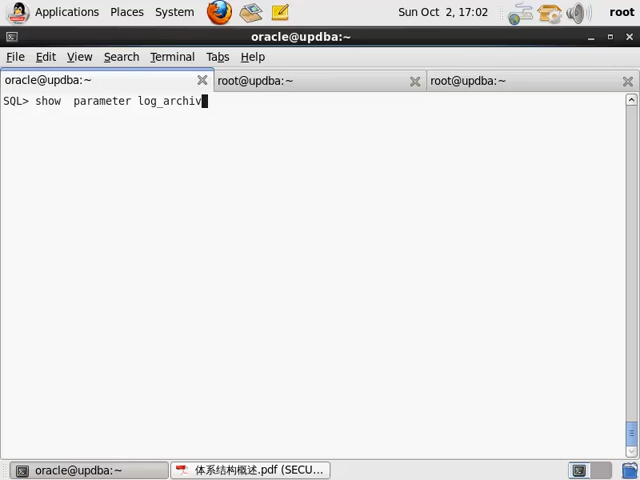 Applications Places System Sun Oct 2, 17:02 root
oracle@updba:~
File Edit View Search Terminal Tabs Help
oracle@updba:~ root@updba:~ root@updba:~
SQL> show  parameter log_archiv
oracle@updba:~ 体系结构概述.pdf (SECU...